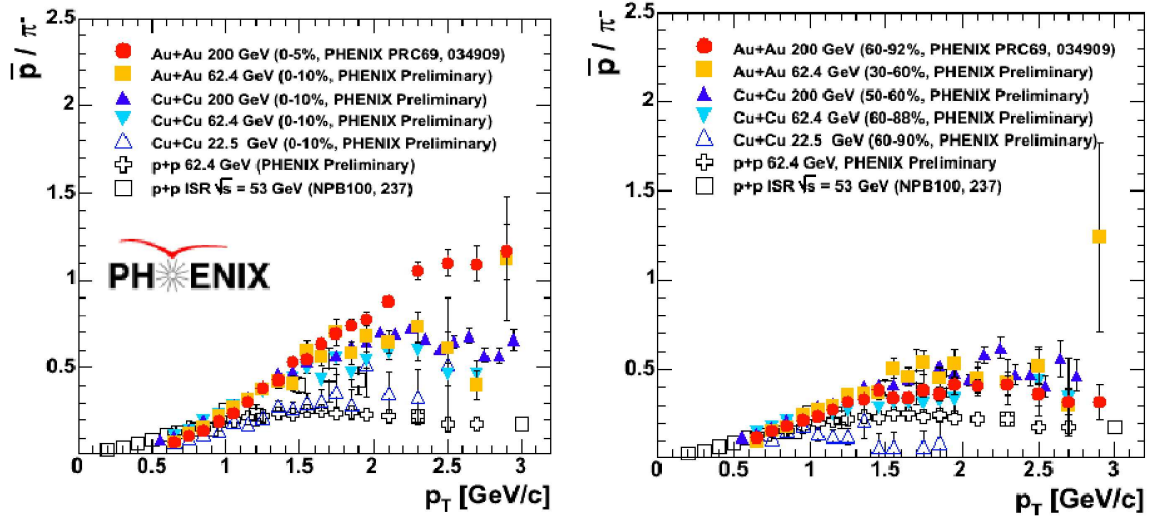 p̅ / π⁻
2.5
2
1.5
1
0.5
0
Au+Au 200 GeV (0-5%, PHENIX PRC69, 034909)
Au+Au 62.4 GeV (0-10%, PHENIX Preliminary)
Cu+Cu 200 GeV (0-10%, PHENIX Preliminary)
Cu+Cu 62.4 GeV (0-10%, PHENIX Preliminary)
Cu+Cu 22.5 GeV (0-10%, PHENIX Preliminary)
p+p 62.4 GeV (PHENIX Preliminary)
p+p ISR √s = 53 GeV (NPB100, 237)
PHENIX
0 0.5 1 1.5 2 2.5 3
p_T [GeV/c]
p̅ / π⁻
2.5
2
1.5
1
0.5
0
Au+Au 200 GeV (60-92%, PHENIX PRC69, 034909)
Au+Au 62.4 GeV (30-60%, PHENIX Preliminary)
Cu+Cu 200 GeV (50-60%, PHENIX Preliminary)
Cu+Cu 62.4 GeV (60-88%, PHENIX Preliminary)
Cu+Cu 22.5 GeV (60-90%, PHENIX Preliminary)
p+p 62.4 GeV, PHENIX Preliminary
p+p ISR √s = 53 GeV (NPB100, 237)
0 0.5 1 1.5 2 2.5 3
p_T [GeV/c]